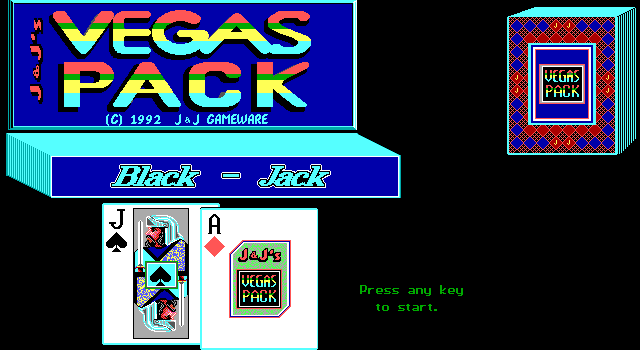 J&J's
VEGAS
PACK
(C) 1992 J&J GAMEWARE
VEGAS
PACK
Black - Jack
J
A
J&J's
VEGAS
PACK
Press any key
to start.